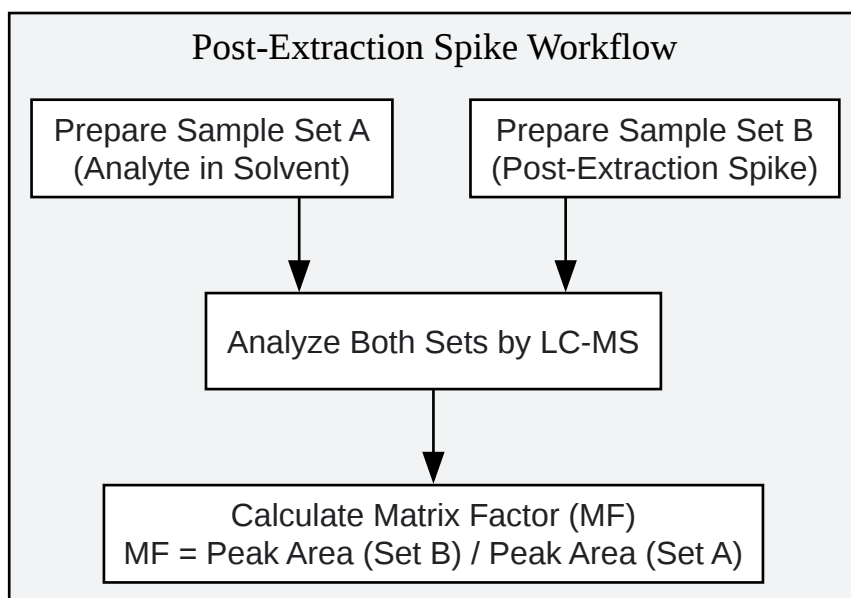 Post-Extraction Spike Workflow
Prepare Sample Set A
(Analyte in Solvent)
Prepare Sample Set B
(Post-Extraction Spike)
Analyze Both Sets by LC-MS
Calculate Matrix Factor (MF)
MF = Peak Area (Set B) / Peak Area (Set A)